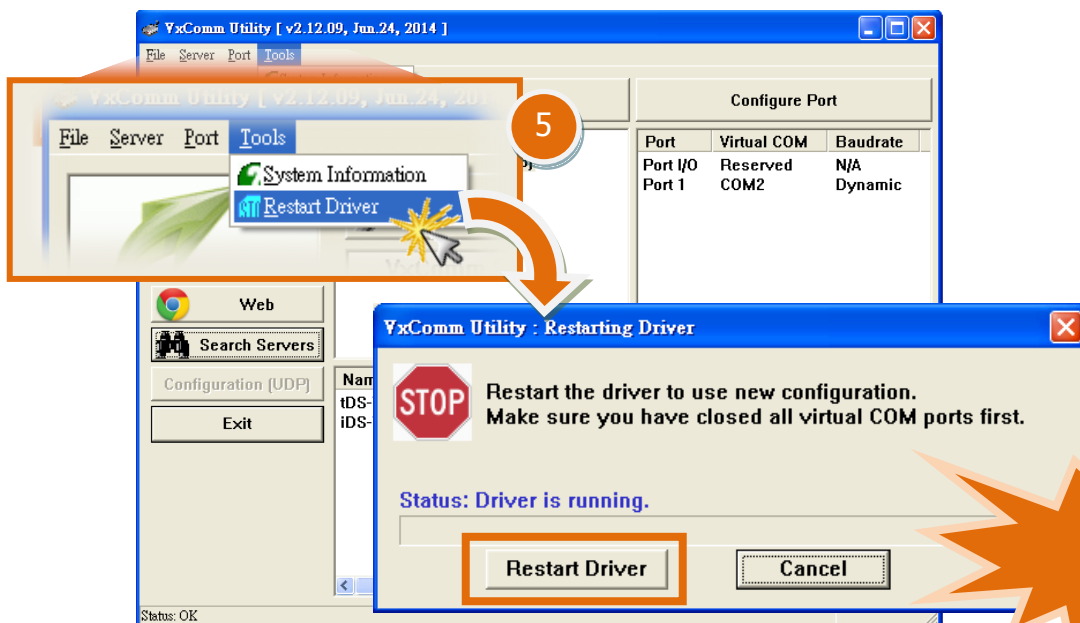 VxComm Utility [ v2.12.09, Jun.24, 2014 ]
File Server Port Tools
VxComm Utility [ v2.12.09, Jun.24, 201
5
File Server Port Tools
System Information
Restart Driver
Configure Port
Port Virtual COM Baudrate
Port I/O Reserved N/A
Port 1 COM2 Dynamic
Web
Search Servers
Configuration (UDP)
Exit
Nam
tDS-
iDS-
VxComm Utility : Restarting Driver
STOP
Restart the driver to use new configuration.
Make sure you have closed all virtual COM ports first.
Status: Driver is running.
Restart Driver
Cancel
Status: OK